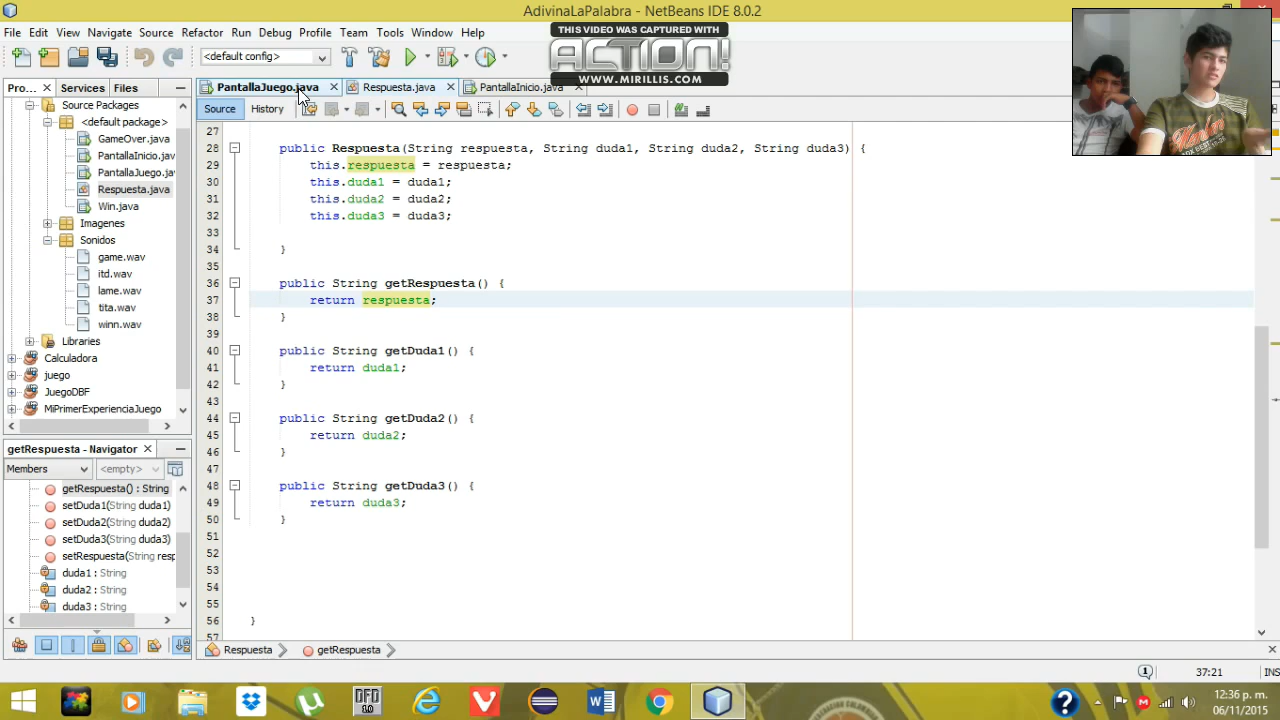 AdivinaLaPalabra - NetBeans IDE 8.0.2
File Edit View Navigate Source Refactor Run Debug Profile Team Tools Window Help
THIS VIDEO WAS CAPTURED WITH
ACTION!
WWW.MIRILLIS.COM
<default config>
Pro... Services Files
PantallaJuego.java Respuesta.java PantallaInicio.java
Source History
Source Packages
<default package>
GameOver.java
PantallaInicio.java
PantallaJuego.java
Respuesta.java
Win.java
Imagenes
Sonidos
game.wav
itd.wav
lame.wav
tita.wav
winn.wav
Libraries
Calculadora
juego
JuegoDBF
MiPrimerExperienciaJuego
getRespuesta - Navigator
Members <empty>
getRespuesta() : String
setDuda1(String duda1)
setDuda2(String duda2)
setDuda3(String duda3)
setRespuesta(String resp
duda1 : String
duda2 : String
duda3 : String
27
28 public Respuesta(String respuesta, String duda1, String duda2, String duda3) {
29 this.respuesta = respuesta;
30 this.duda1 = duda1;
31 this.duda2 = duda2;
32 this.duda3 = duda3;
33
34 }
35
36 public String getRespuesta() {
37 return respuesta;
38 }
39
40 public String getDuda1() {
41 return duda1;
42 }
43
44 public String getDuda2() {
45 return duda2;
46 }
47
48 public String getDuda3() {
49 return duda3;
50 }
51
52
53
54
55
56 }
57
Respuesta getRespuesta
1 37:21 INS
DFD
12:36 p. m.
06/11/2015